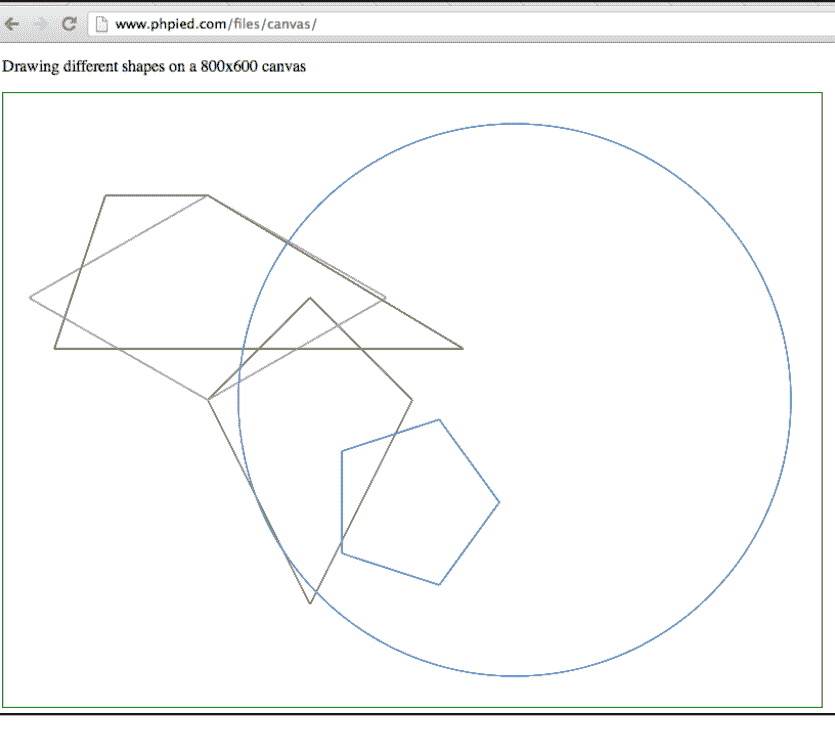 www.phpied.com/files/canvas/
Drawing different shapes on a 800x600 canvas